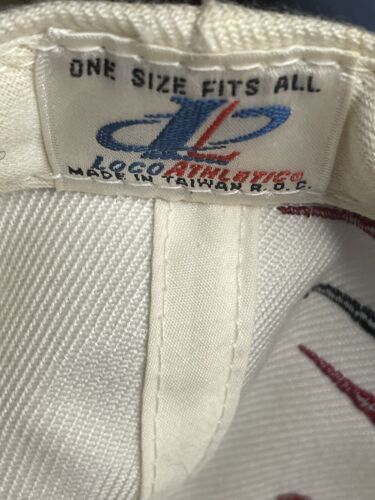 ONE SIZE FITS ALL
LOGO ATHLETIC®
MADE IN TAIWAN R.O.C.